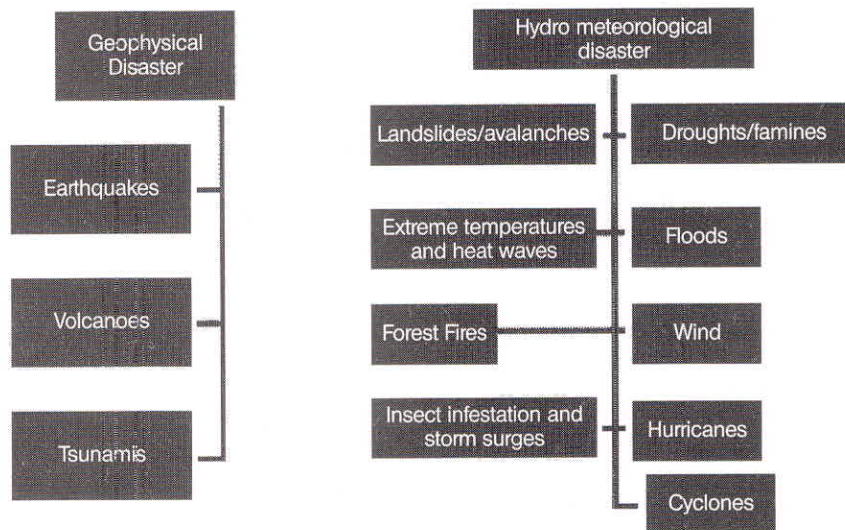 Geophysical
Disaster
Earthquakes
Volcanoes
Tsunamis
Hydro meteorological
disaster
Landslides/avalanches
Droughts/famines
Extreme temperatures
and heat waves
Floods
Forest Fires
Wind
Insect infestation and
storm surges
Hurricanes
Cyclones